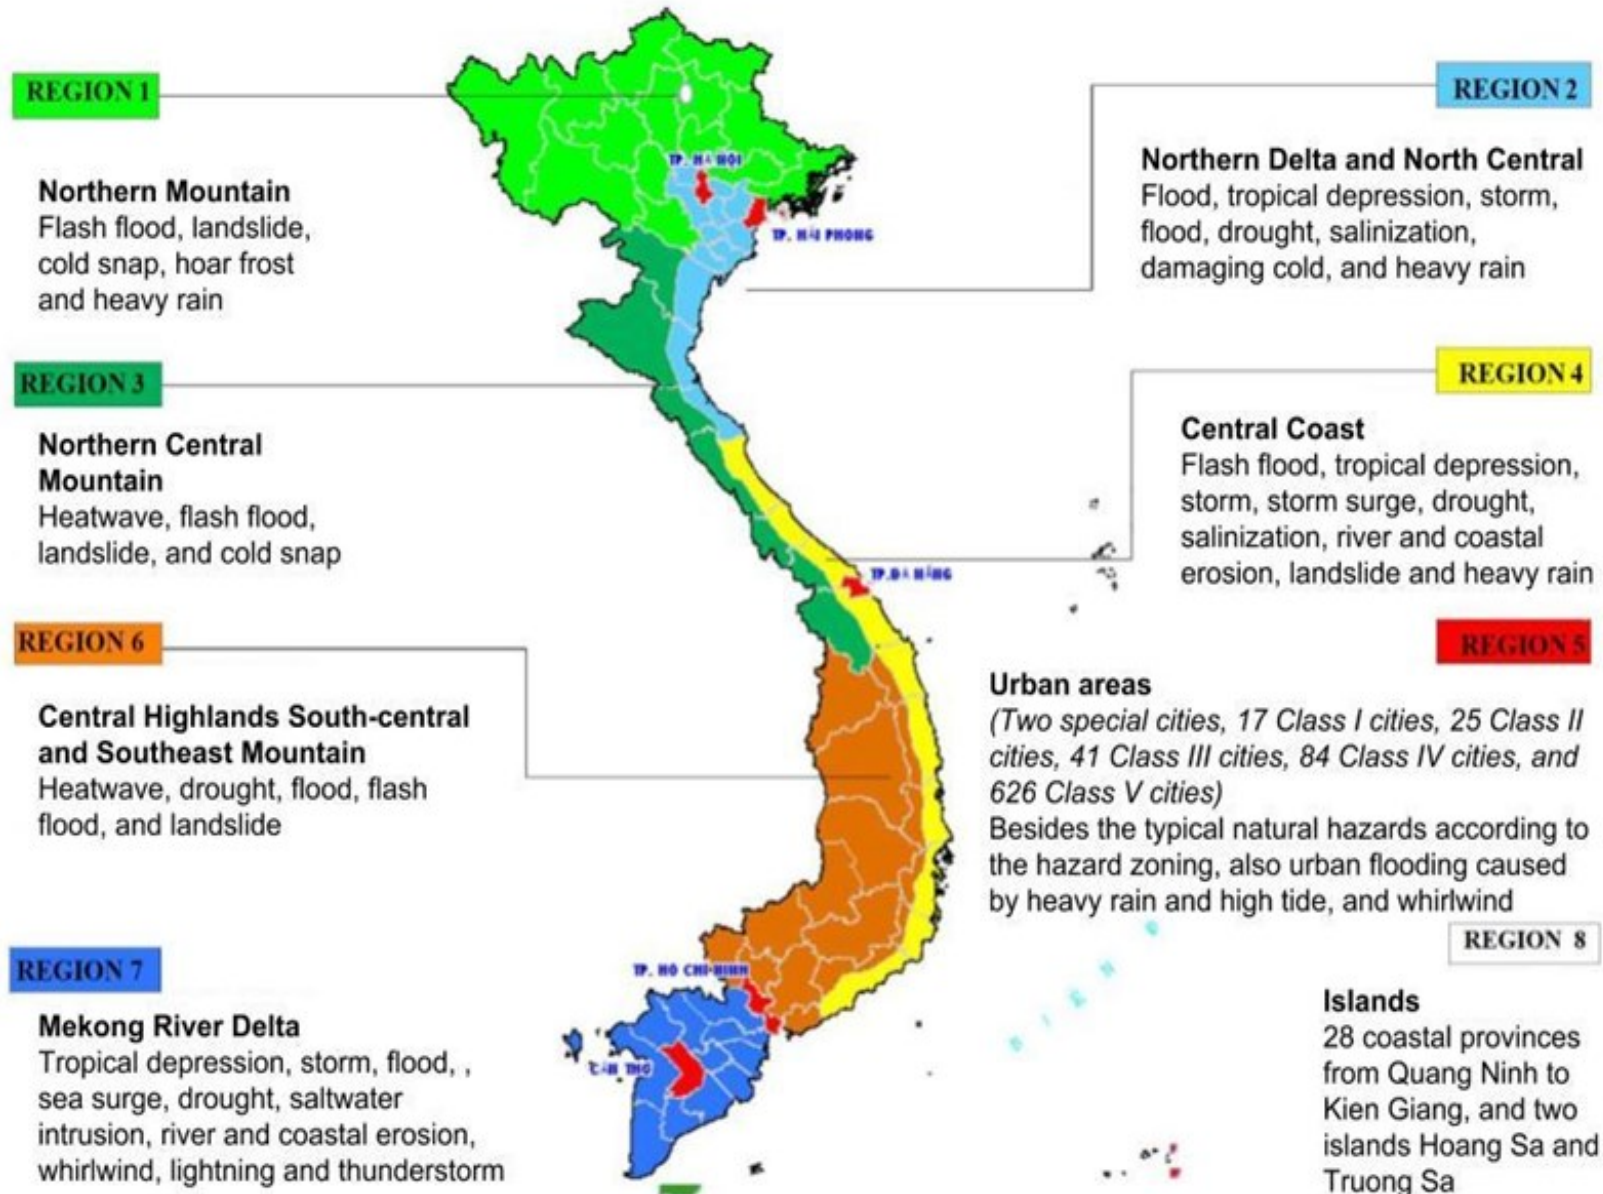 REGION 1
Northern Mountain
Flash flood, landslide,
cold snap, hoar frost
and heavy rain
REGION 2
Northern Delta and North Central
Flood, tropical depression, storm,
flood, drought, salinization,
damaging cold, and heavy rain
TP. HÀ NỘI
TP. HẢI PHONG
REGION 3
Northern Central
Mountain
Heatwave, flash flood,
landslide, and cold snap
REGION 4
Central Coast
Flash flood, tropical depression,
storm, storm surge, drought,
salinization, river and coastal
erosion, landslide and heavy rain
TP.ĐÀ NẴNG
REGION 5
Urban areas
(Two special cities, 17 Class I cities, 25 Class II
cities, 41 Class III cities, 84 Class IV cities, and
626 Class V cities)
Besides the typical natural hazards according to
the hazard zoning, also urban flooding caused
by heavy rain and high tide, and whirlwind
REGION 6
Central Highlands South-central
and Southeast Mountain
Heatwave, drought, flood, flash
flood, and landslide
REGION 7
Mekong River Delta
Tropical depression, storm, flood, ,
sea surge, drought, saltwater
intrusion, river and coastal erosion,
whirlwind, lightning and thunderstorm
TP. HỒ CHÍ MINH
CẦN THƠ
REGION 8
Islands
28 coastal provinces
from Quang Ninh to
Kien Giang, and two
islands Hoang Sa and
Truong Sa